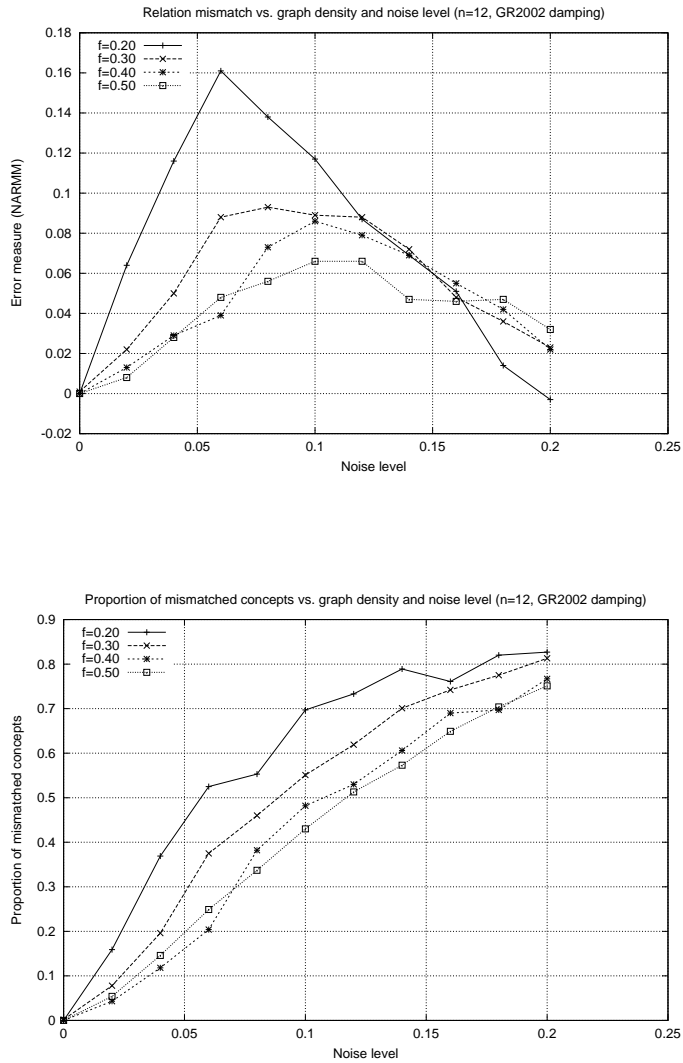 Relation mismatch vs. graph density and noise level (n=12, GR2002 damping)
0.18
0.16
0.14
0.12
0.1
0.08
0.06
0.04
0.02
0
-0.02
Error measure (NARMM)
f=0.20
f=0.30
f=0.40
f=0.50
0 0.05 0.1 0.15 0.2 0.25
Noise level
Proportion of mismatched concepts vs. graph density and noise level (n=12, GR2002 damping)
0.9
0.8
0.7
0.6
0.5
0.4
0.3
0.2
0.1
0
Proportion of mismatched concepts
f=0.20
f=0.30
f=0.40
f=0.50
0 0.05 0.1 0.15 0.2 0.25
Noise level